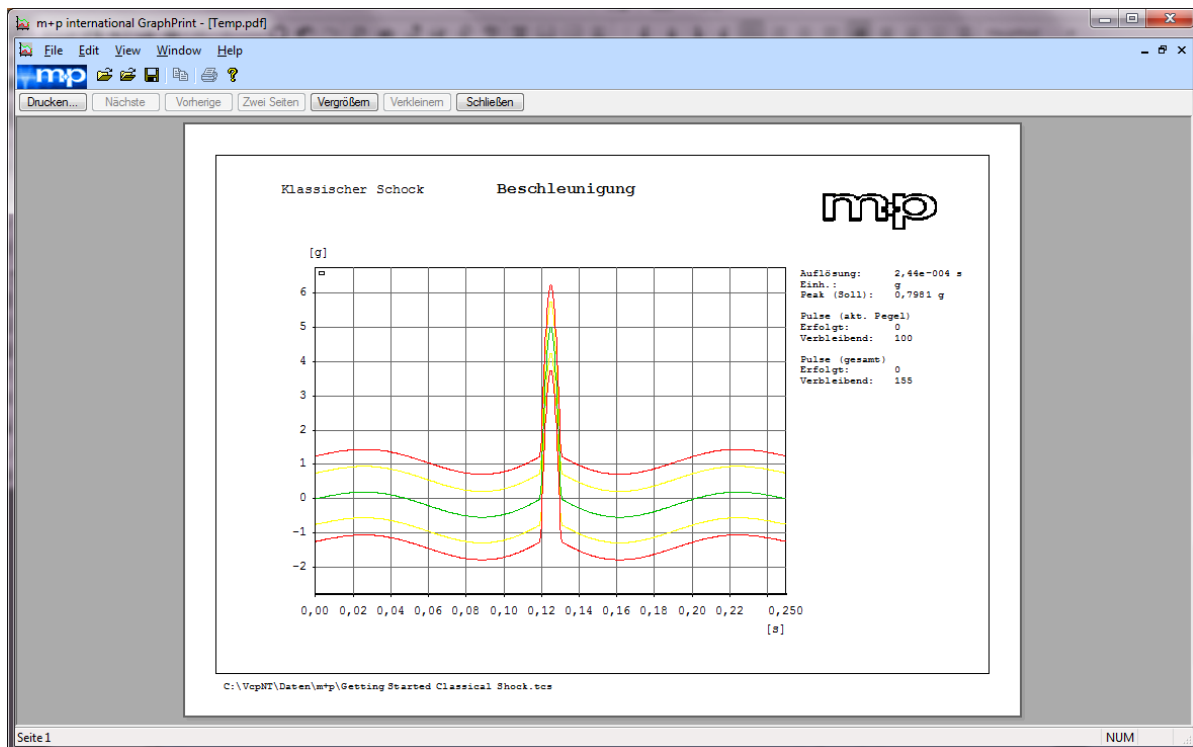 m+p international GraphPrint - [Temp.pdf]
File Edit View Window Help
m+p
Drucken... Nächste Vorherige Zwei Seiten Vergrößern Verkleinern Schließen
Klassischer Schock Beschleunigung
m+p
[g]
Auflösung: 2,44e-004 s
Einh.: g
Peak (Soll): 0,7981 g
Pulse (akt. Pegel)
Erfolgt: 0
Verbleibend: 100
Pulse (gesamt)
Erfolgt: 0
Verbleibend: 155
6
5
4
3
2
1
0
-1
-2
0,00 0,02 0,04 0,06 0,08 0,10 0,12 0,14 0,16 0,18 0,20 0,22 0,250
[s]
C:\VcpNT\Daten\m+p\Getting Started Classical Shock.tcs
Seite 1 NUM